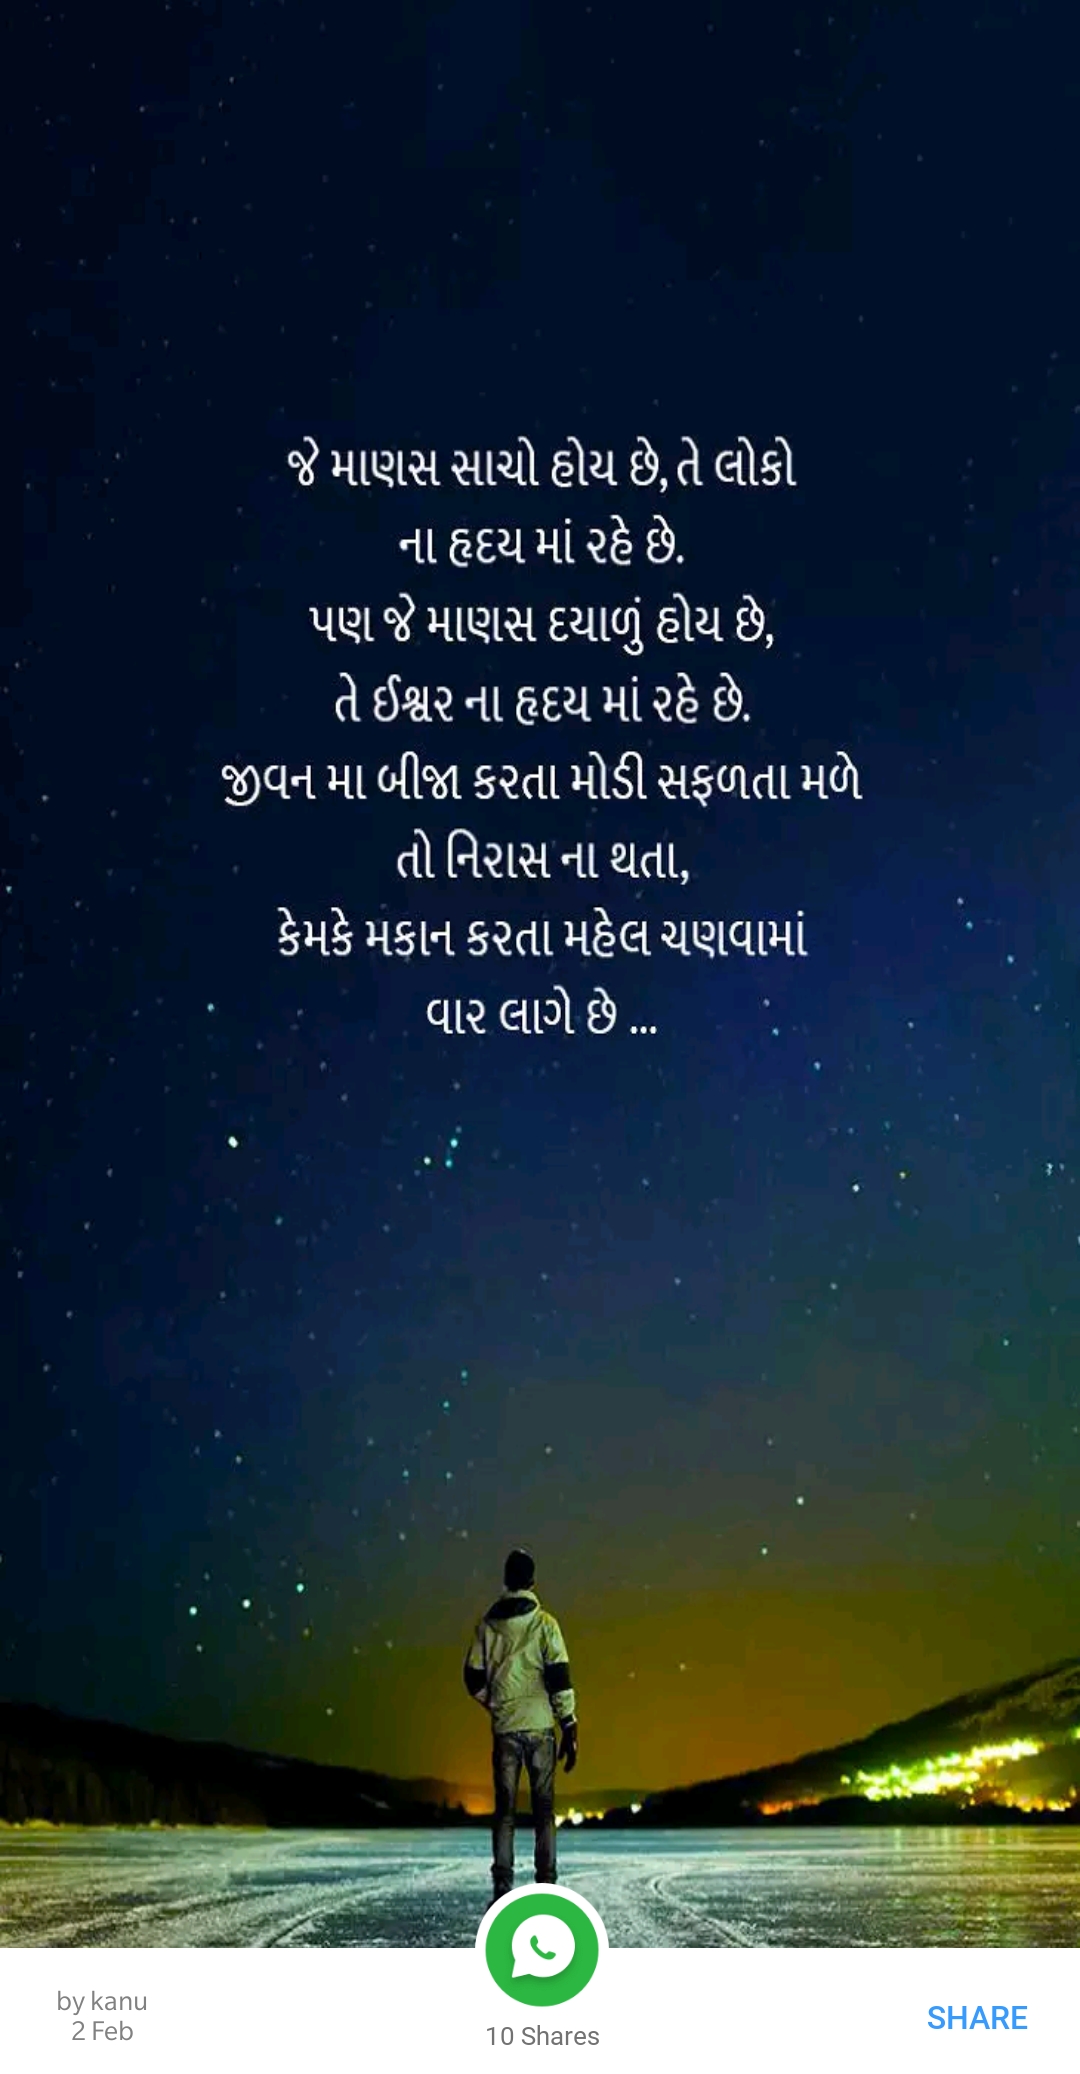 જે માણસ સાચો હોય છે, તે લોકો
ના હૃદય માં રહે છે.
પણ જે માણસ દયાળું હોય છે,
તે ઈશ્વર ના હૃદય માં રહે છે.
જીવન મા બીજા કરતા મોડી સફળતા મળે
તો નિરાસ ના થતા,
કેમકે મકાન કરતા મહેલ ચણવામાં
વાર લાગે છે ...
by kanu
2 Feb
10 Shares
SHARE